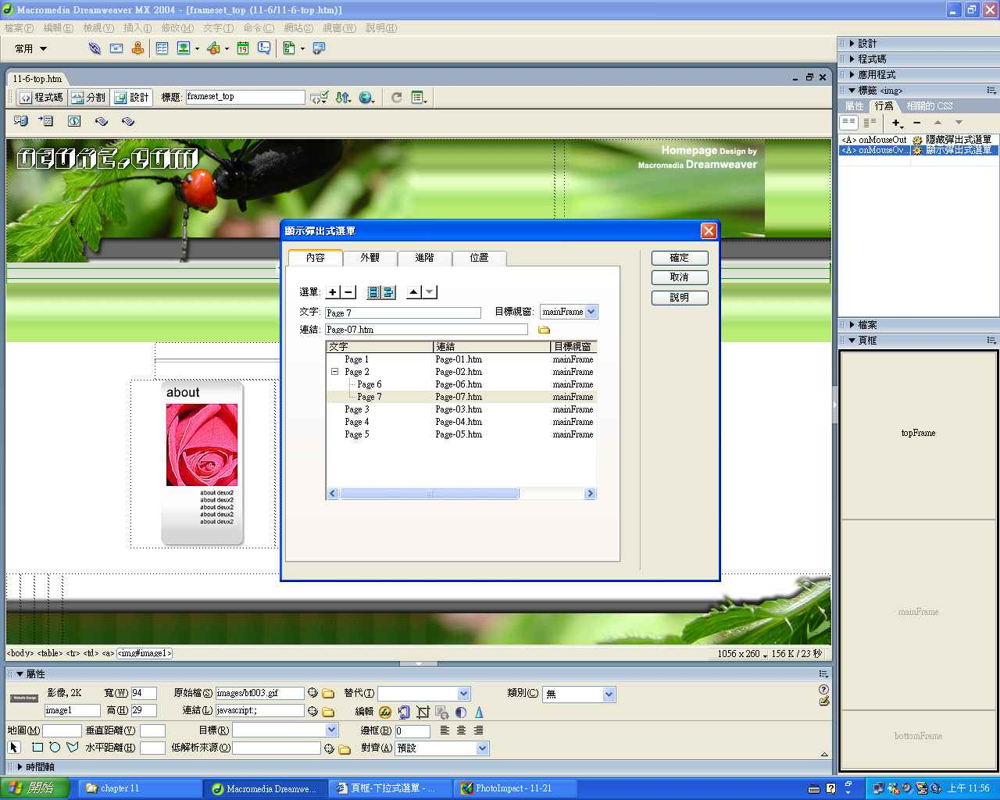 Macromedia Dreamweaver MX 2004 - [frameset_top (11-6/11-6-top.htm)]
檔案(F) 編輯(E) 檢視(V) 插入(I) 修改(M) 文字(T) 命令(C) 網站(S) 視窗(W) 說明(H)
常用
11-6-top.htm
程式碼 分割 設計 標題: frameset_top
DEUXZ.COM
Homepage Design by
Macromedia Dreamweaver
about
about deux2
about deux2
about deux2
about deux2
about deux2
顯示彈出式選單
內容 外觀 進階 位置
確定
取消
說明
選單:
文字: Page 7 目標視窗: mainFrame
連結: Page-07.htm
文字 連結 目標視窗
Page 1 Page-01.htm mainFrame
Page 2 Page-02.htm mainFrame
Page 6 Page-06.htm mainFrame
Page 7 Page-07.htm mainFrame
Page 3 Page-03.htm mainFrame
Page 4 Page-04.htm mainFrame
Page 5 Page-05.htm mainFrame
設計
程式碼
應用程式
標籤 <img>
屬性 行為 相關的 CSS
<A> onMouseOut 隱藏彈出式選單
<A> onMouseOv... 顯示彈出式選單
檔案
頁框
topFrame
mainFrame
bottomFrame
<body> <table> <tr> <td> <a> <img#image1>
1056 x 260 156 K / 23 秒
屬性
影像, 2K 寬(W) 94 原始檔(S) images/bt003.gif 替代(T) 類別(C) 無
Website Design
image1 高(H) 29 連結(L) javascript:; 編輯
地圖(M) 垂直距離(V) 目標(R) 邊框(B) 0
水平距離(H) 低解析來源(O) 對齊(A) 預設
時間軸
開始 chapter 11 Macromedia Dreamwe... 頁框-下拉式選單 - ... PhotoImpact - 11-21 上午 11:56